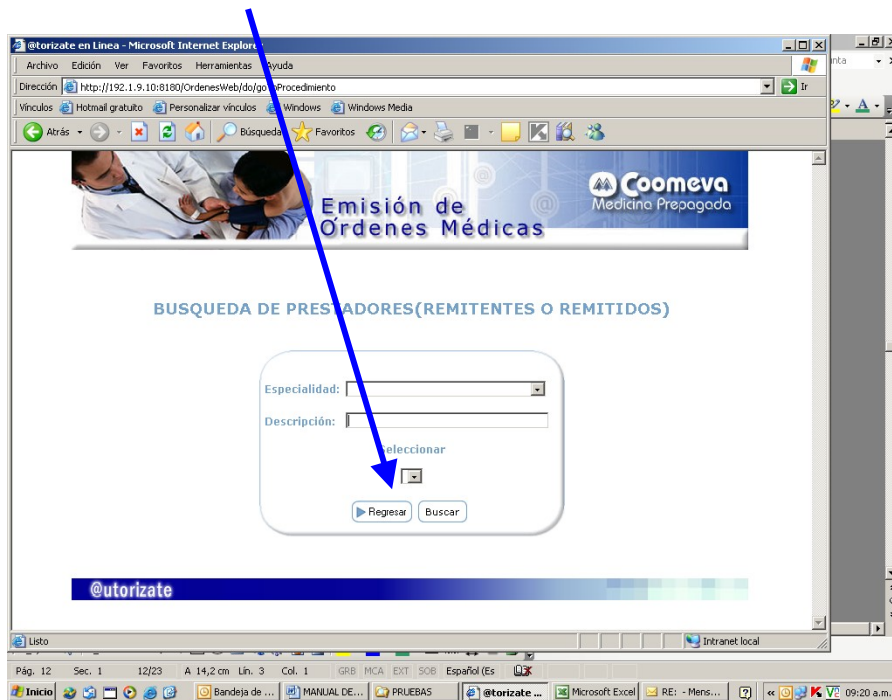 @torizate en Linea - Microsoft Internet Explorer
Archivo Edición Ver Favoritos Herramientas Ayuda
Dirección http://192.1.9.10:8180/OrdenesWeb/do/go Procedimiento Ir
Vínculos Hotmail gratuito Personalizar vínculos Windows Windows Media
Atrás Búsqueda Favoritos
Emisión de
Ordenes Médicas
Coomeva
Medicina Prepagada
BUSQUEDA DE PRESTADORES(REMITENTES O REMITIDOS)
Especialidad:
Descripción:
Seleccionar
Regresar Buscar
@utorizate
Listo Intranet local
Pág. 12 Sec. 1 12/23 A 14,2 cm Lín. 3 Col. 1 GRB MCA EXT SOB Español (Es
Inicio Bandeja de ... MANUAL DE... PRUEBAS @torizate ... Microsoft Excel RE: - Mens... 09:20 a.m.